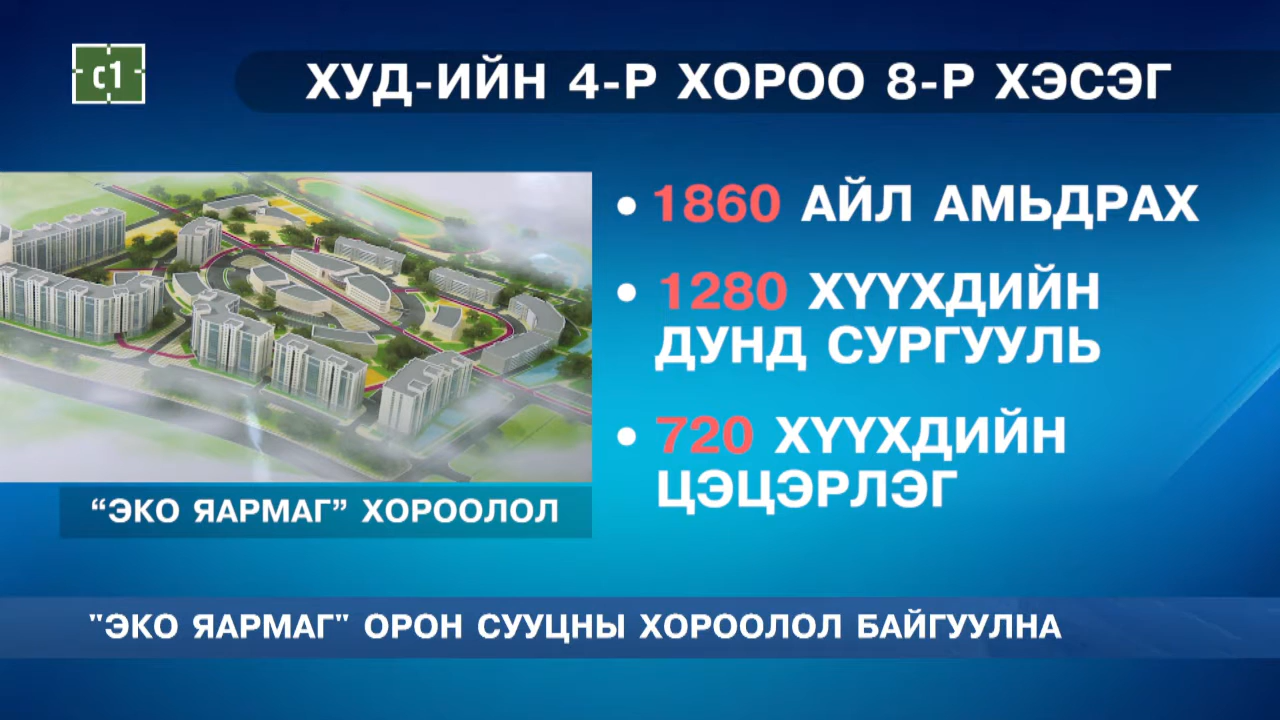 c1
ХУД-ИЙН 4-Р ХОРОО 8-Р ХЭСЭГ
• 1860 АЙЛ АМЬДРАХ
• 1280 ХҮҮХДИЙН
ДУНД СУРГУУЛЬ
• 720 ХҮҮХДИЙН
ЦЭЦЭРЛЭГ
“ЭКО ЯАРМАГ” ХОРООЛОЛ
"ЭКО ЯАРМАГ" ОРОН СУУЦНЫ ХОРООЛОЛ БАЙГУУЛНА